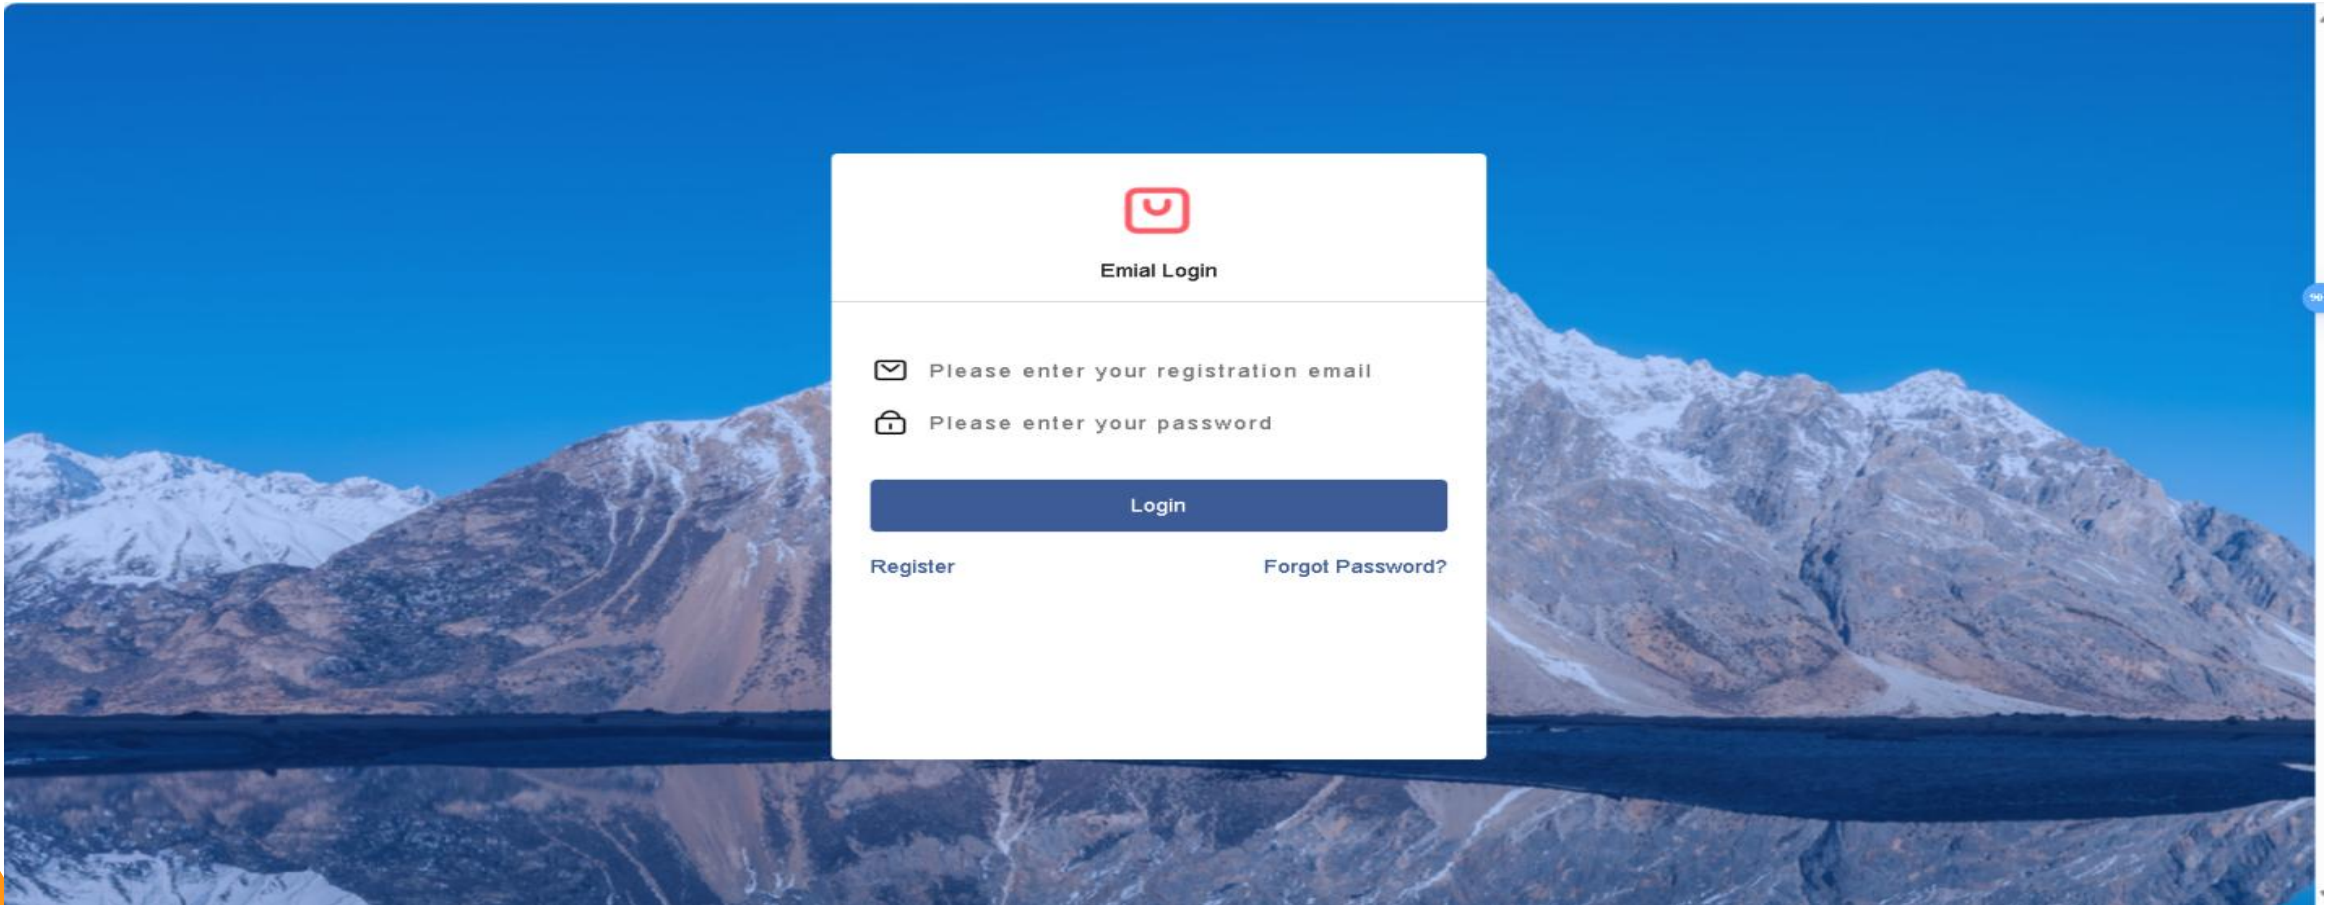 Emial Login
Please enter your registration email
Please enter your password
Login
Register
Forgot Password?